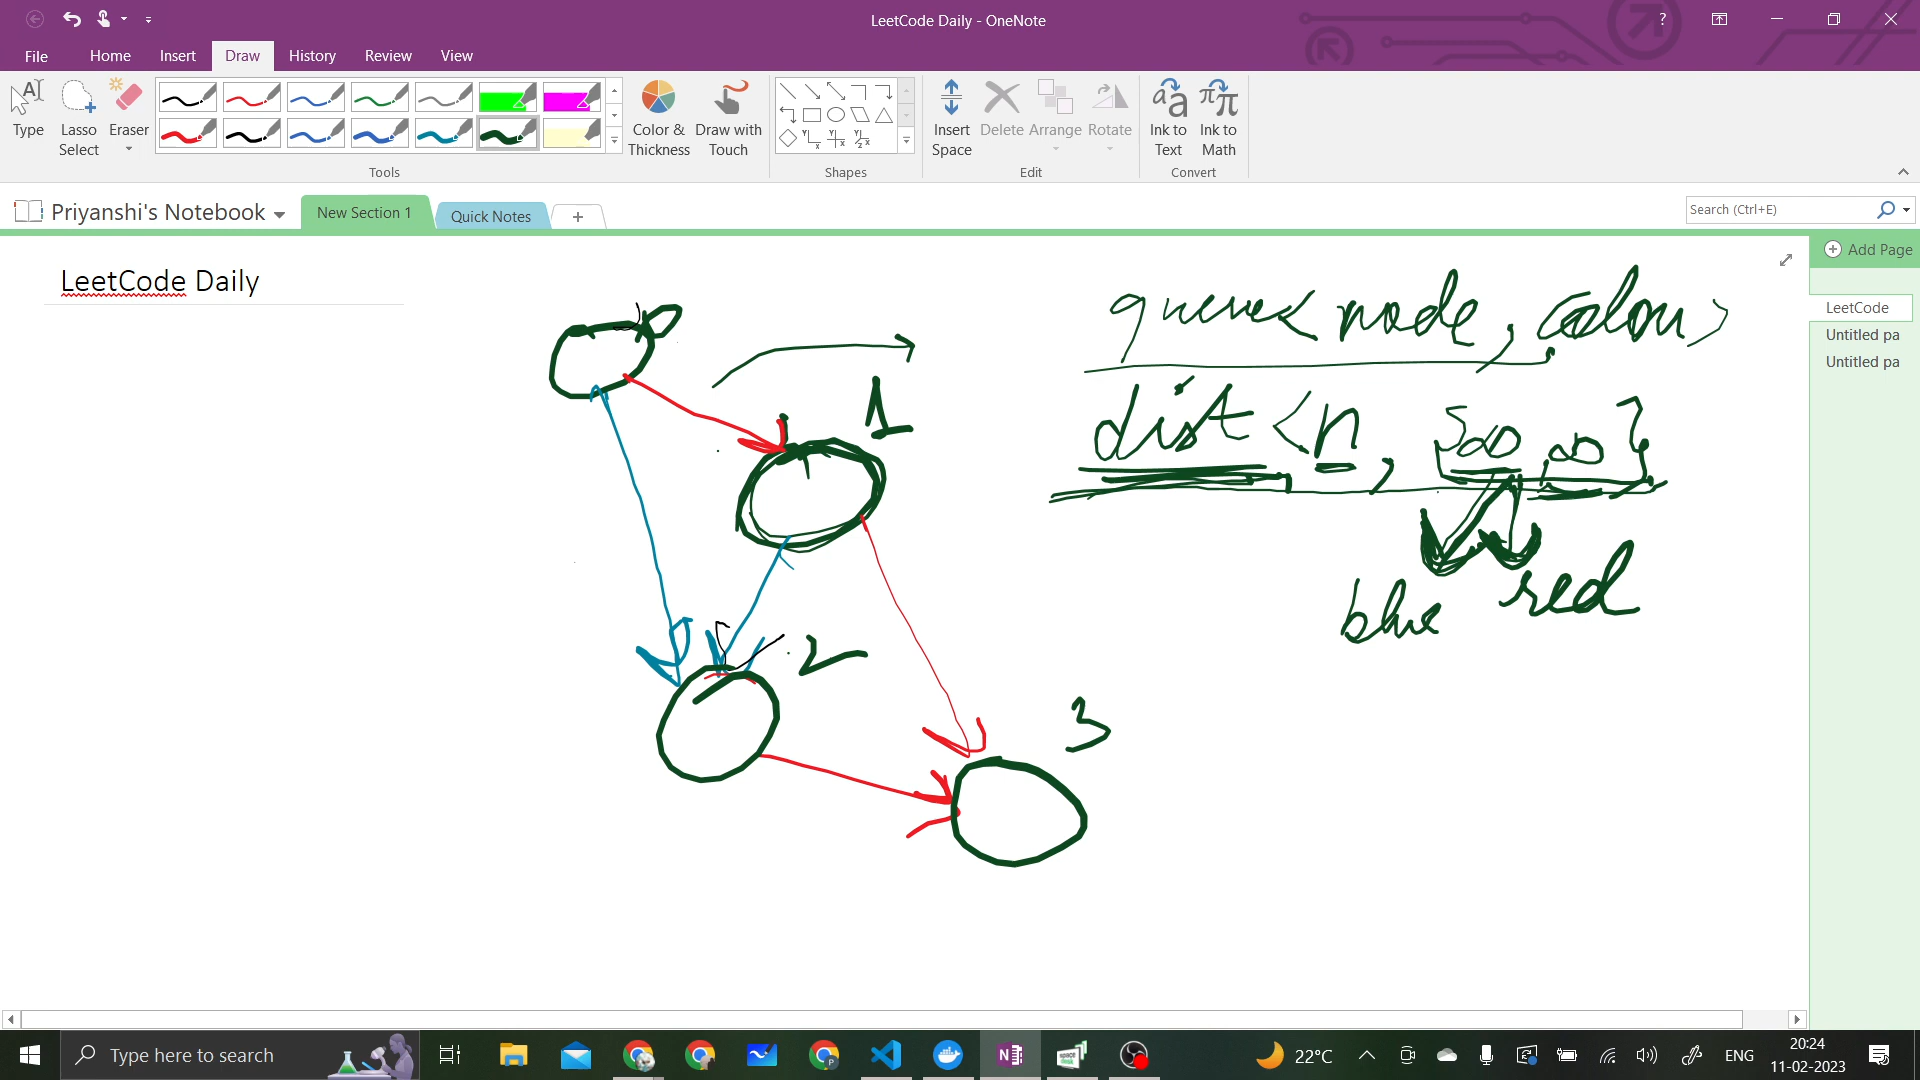 LeetCode Daily - OneNote
?
File
Home
Insert
Draw
History
Review
View
Type
Lasso Select
Eraser
Color & Thickness
Draw with Touch
Insert Space
Delete
Arrange
Rotate
Ink to Text
Ink to Math
Tools
Shapes
Edit
Convert
Priyanshi's Notebook
New Section 1
Quick Notes
+
Search (Ctrl+E)
Add Page
LeetCode
Untitled pa
Untitled pa
LeetCode Daily
queue<node, colour>
dist <n, {∞, ∞}
blue red
0
1
2
3
Type here to search
22°C
ENG
20:24
11-02-2023